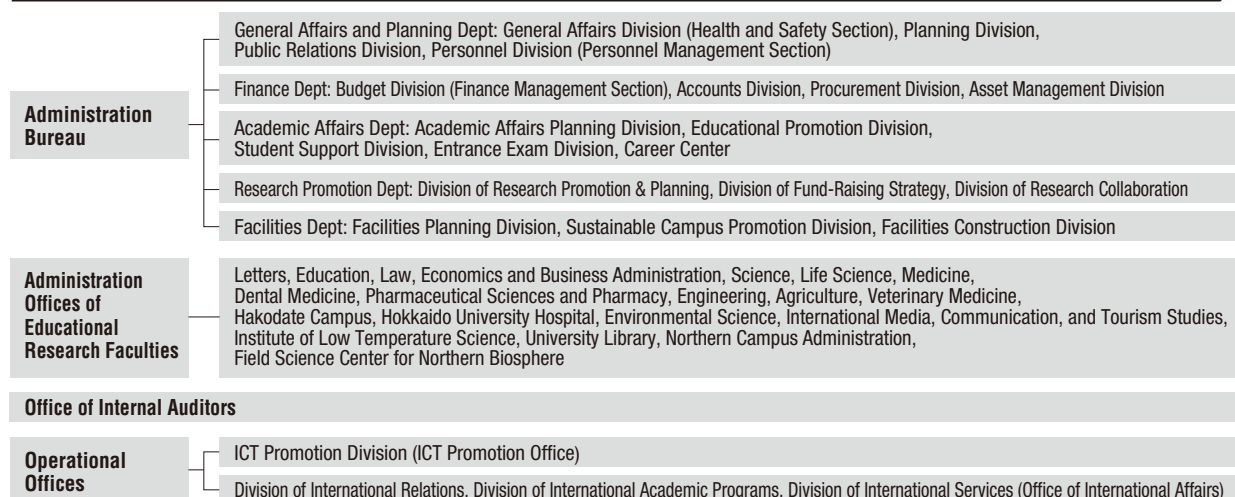 General Affairs and Planning Dept: General Affairs Division (Health and Safety Section), Planning Division,
Public Relations Division, Personnel Division (Personnel Management Section)
Finance Dept: Budget Division (Finance Management Section), Accounts Division, Procurement Division, Asset Management Division
Administration
Bureau
Academic Affairs Dept: Academic Affairs Planning Division, Educational Promotion Division,
Student Support Division, Entrance Exam Division, Career Center
Research Promotion Dept: Division of Research Promotion & Planning, Division of Fund-Raising Strategy, Division of Research Collaboration
Facilities Dept: Facilities Planning Division, Sustainable Campus Promotion Division, Facilities Construction Division
Administration
Offices of
Educational
Research Faculties
Letters, Education, Law, Economics and Business Administration, Science, Life Science, Medicine,
Dental Medicine, Pharmaceutical Sciences and Pharmacy, Engineering, Agriculture, Veterinary Medicine,
Hakodate Campus, Hokkaido University Hospital, Environmental Science, International Media, Communication, and Tourism Studies,
Institute of Low Temperature Science, University Library, Northern Campus Administration,
Field Science Center for Northern Biosphere
Office of Internal Auditors
Operational
Offices
ICT Promotion Division (ICT Promotion Office)
Division of International Relations, Division of International Academic Programs, Division of International Services (Office of International Affairs)